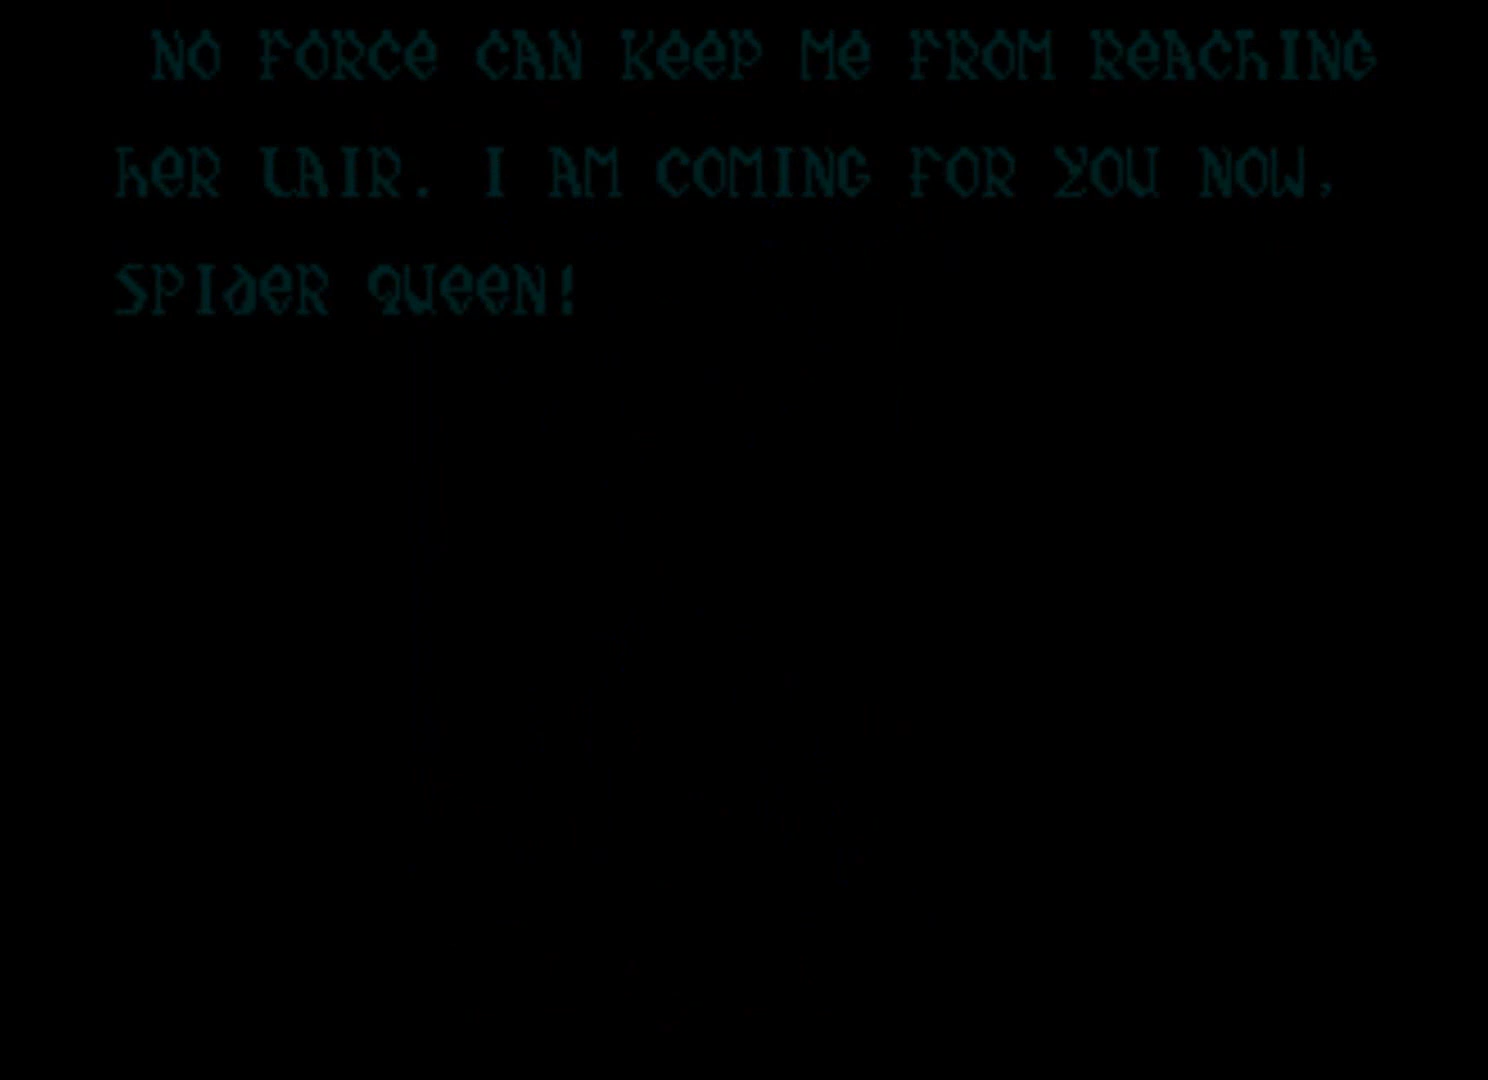 NO FORCE CAN KEEP ME FROM REACHING
HER LAIR. I AM COMING FOR YOU NOW,
SPIDER QUEEN!